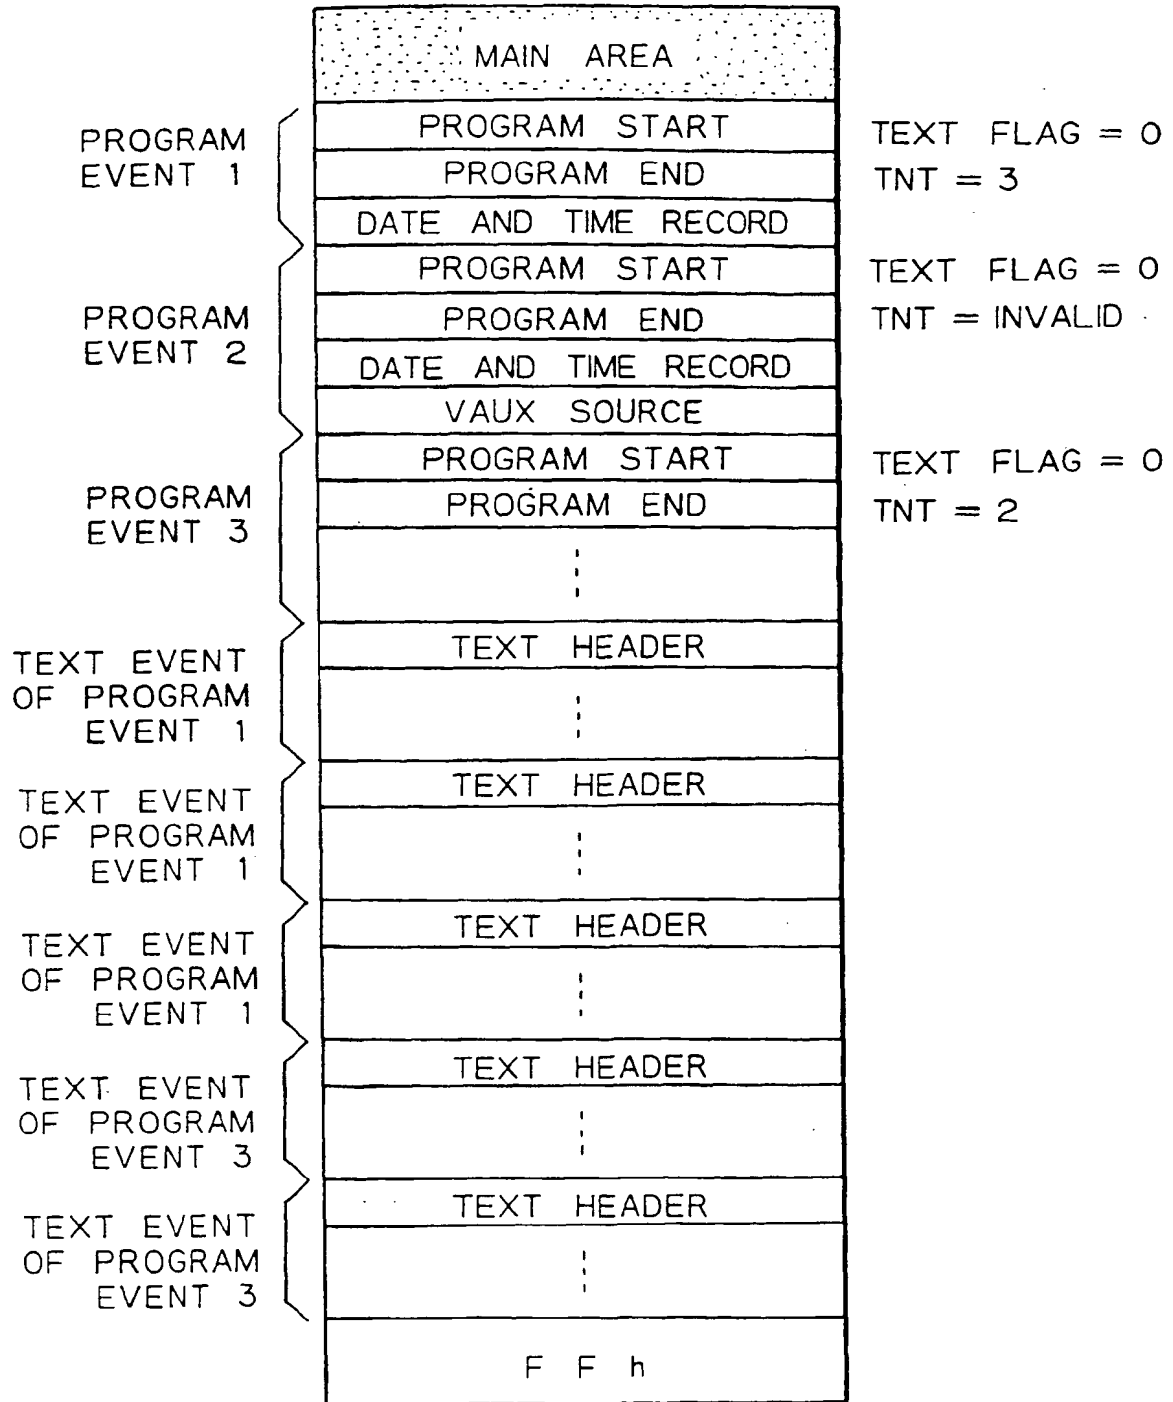 MAIN AREA
PROGRAM
EVENT 1
PROGRAM START
TEXT FLAG = 0
PROGRAM END
TNT = 3
DATE AND TIME RECORD
PROGRAM
EVENT 2
PROGRAM START
TEXT FLAG = 0
PROGRAM END
TNT = INVALID
DATE AND TIME RECORD
VAUX SOURCE
PROGRAM
EVENT 3
PROGRAM START
TEXT FLAG = 0
PROGRAM END
TNT = 2
TEXT EVENT
OF PROGRAM
EVENT 1
TEXT HEADER
TEXT EVENT
OF PROGRAM
EVENT 1
TEXT HEADER
TEXT EVENT
OF PROGRAM
EVENT 1
TEXT HEADER
TEXT EVENT
OF PROGRAM
EVENT 3
TEXT HEADER
TEXT EVENT
OF PROGRAM
EVENT 3
TEXT HEADER
F F h